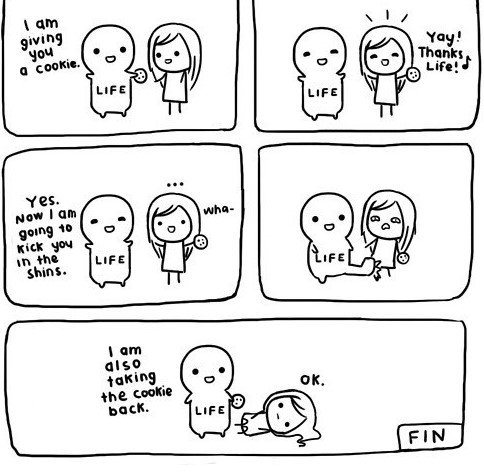 I am
giving
you
a cookie.
LIFE
Yay!
Thanks,
Life!
LIFE
Yes.
Now I am
going to
kick you
in the
shins.
LIFE
...
wha-
LIFE
I am
also
taking
the cookie
back.
LIFE
OK.
FIN